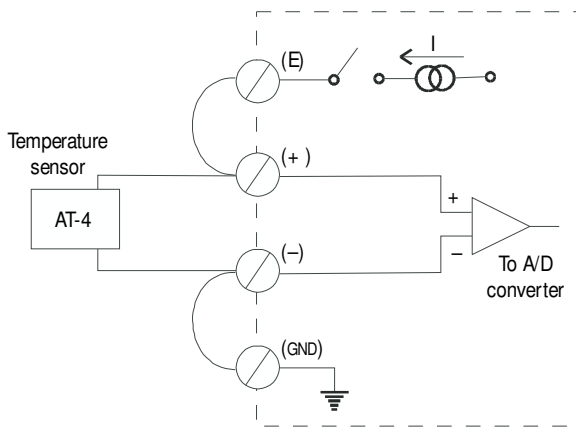 (E)
I
Temperature
sensor
(+)
+
AT-4
(–)
–
To A/D
converter
(GND)